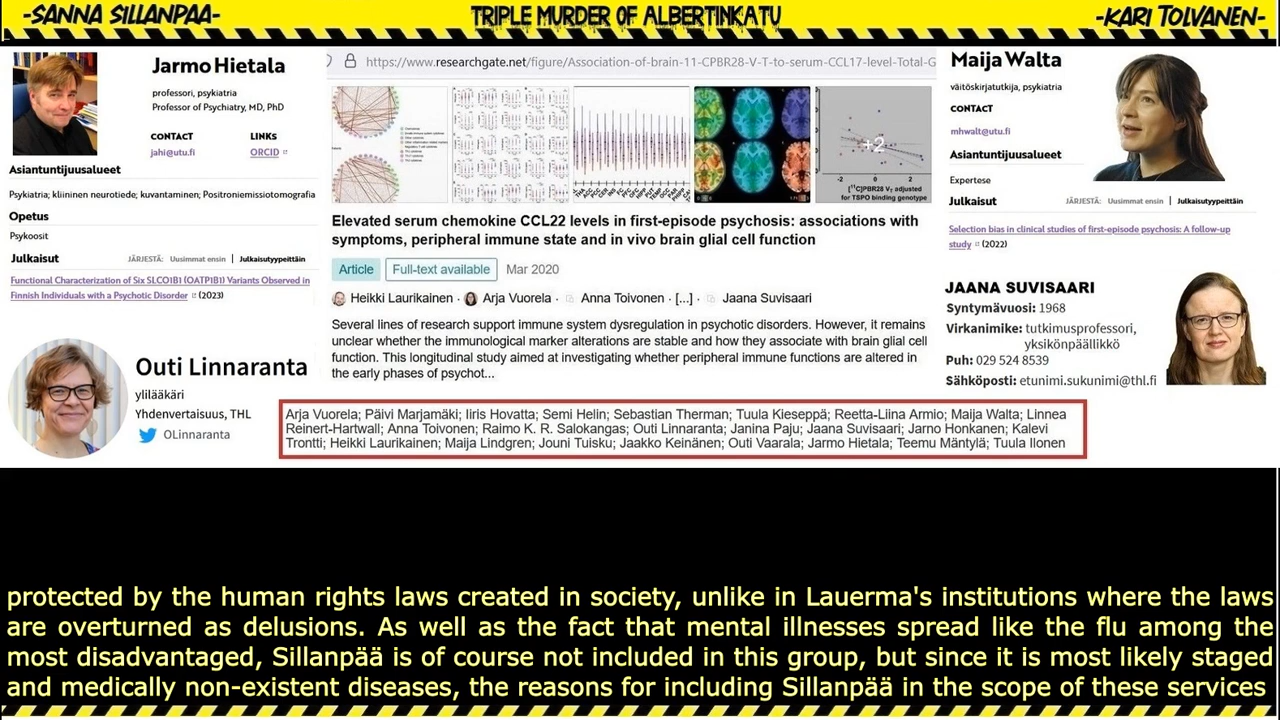 -SANNA SILLANPÄÄ-
TRIPLE MURDER OF ALBERTINKATU
-KARI TOLVANEN-
Jarmo Hietala
professori, psykiatria
Professor of Psychiatry, MD, PhD
CONTACT LINKS
jahi@utu.fi ORCID
Asiantuntijuusalueet
Psykiatria; kliininen neurotiede; kuvantaminen; Positroniemissiotomografia
Opetus
Psykoosit
Julkaisut JÄRJESTÄ: Uusimmat ensin | Julkaisutyypeittäin
Functional Characterization of Six SLCO1B1 (OATP1B1) Variants Observed in
Finnish Individuals with a Psychotic Disorder (2023)
Outi Linnaranta
ylilääkäri
Yhdenvertaisuus, THL
OLinnaranta
https://www.researchgate.net/figure/Association-of-brain-11-CPBR28-V-T-to-serum-CCL17-level-Total-G
+2
-2 0 2
[11C]PBR28 VT adjusted
for TSPO binding genotype
Elevated serum chemokine CCL22 levels in first-episode psychosis: associations with
symptoms, peripheral immune state and in vivo brain glial cell function
Article Full-text available Mar 2020
Heikki Laurikainen · Arja Vuorela · Anna Toivonen · [...] · Jaana Suvisaari
Several lines of research support immune system dysregulation in psychotic disorders. However, it remains
unclear whether the immunological marker alterations are stable and how they associate with brain glial cell
function. This longitudinal study aimed at investigating whether peripheral immune functions are altered in
the early phases of psychot...
Arja Vuorela; Päivi Marjamäki; Iiris Hovatta; Semi Helin; Sebastian Therman; Tuula Kieseppä; Reetta-Liina Armio; Maija Walta; Linnea
Reinert-Hartwall; Anna Toivonen; Raimo K. R. Salokangas; Outi Linnaranta; Janina Paju; Jaana Suvisaari; Jarno Honkanen; Kalevi
Trontti; Heikki Laurikainen; Maija Lindgren; Jouni Tuisku; Jaakko Keinänen; Outi Vaarala; Jarmo Hietala; Teemu Mäntylä; Tuula Ilonen
Maija Walta
väitöskirjatutkija, psykiatria
CONTACT
mhwalt@utu.fi
Asiantuntijuusalueet
Expertese
Julkaisut JÄRJESTÄ: Uusimmat ensin | Julkaisutyypeittäin
Selection bias in clinical studies of first-episode psychosis: A follow-up
study (2022)
JAANA SUVISAARI
Syntymävuosi: 1968
Virkanimike: tutkimusprofessori,
yksikönpäällikkö
Puh: 029 524 8539
Sähköposti: etunimi.sukunimi@thl.fi
protected by the human rights laws created in society, unlike in Lauerma's institutions where the laws
are overturned as delusions. As well as the fact that mental illnesses spread like the flu among the
most disadvantaged, Sillanpää is of course not included in this group, but since it is most likely staged
and medically non-existent diseases, the reasons for including Sillanpää in the scope of these services